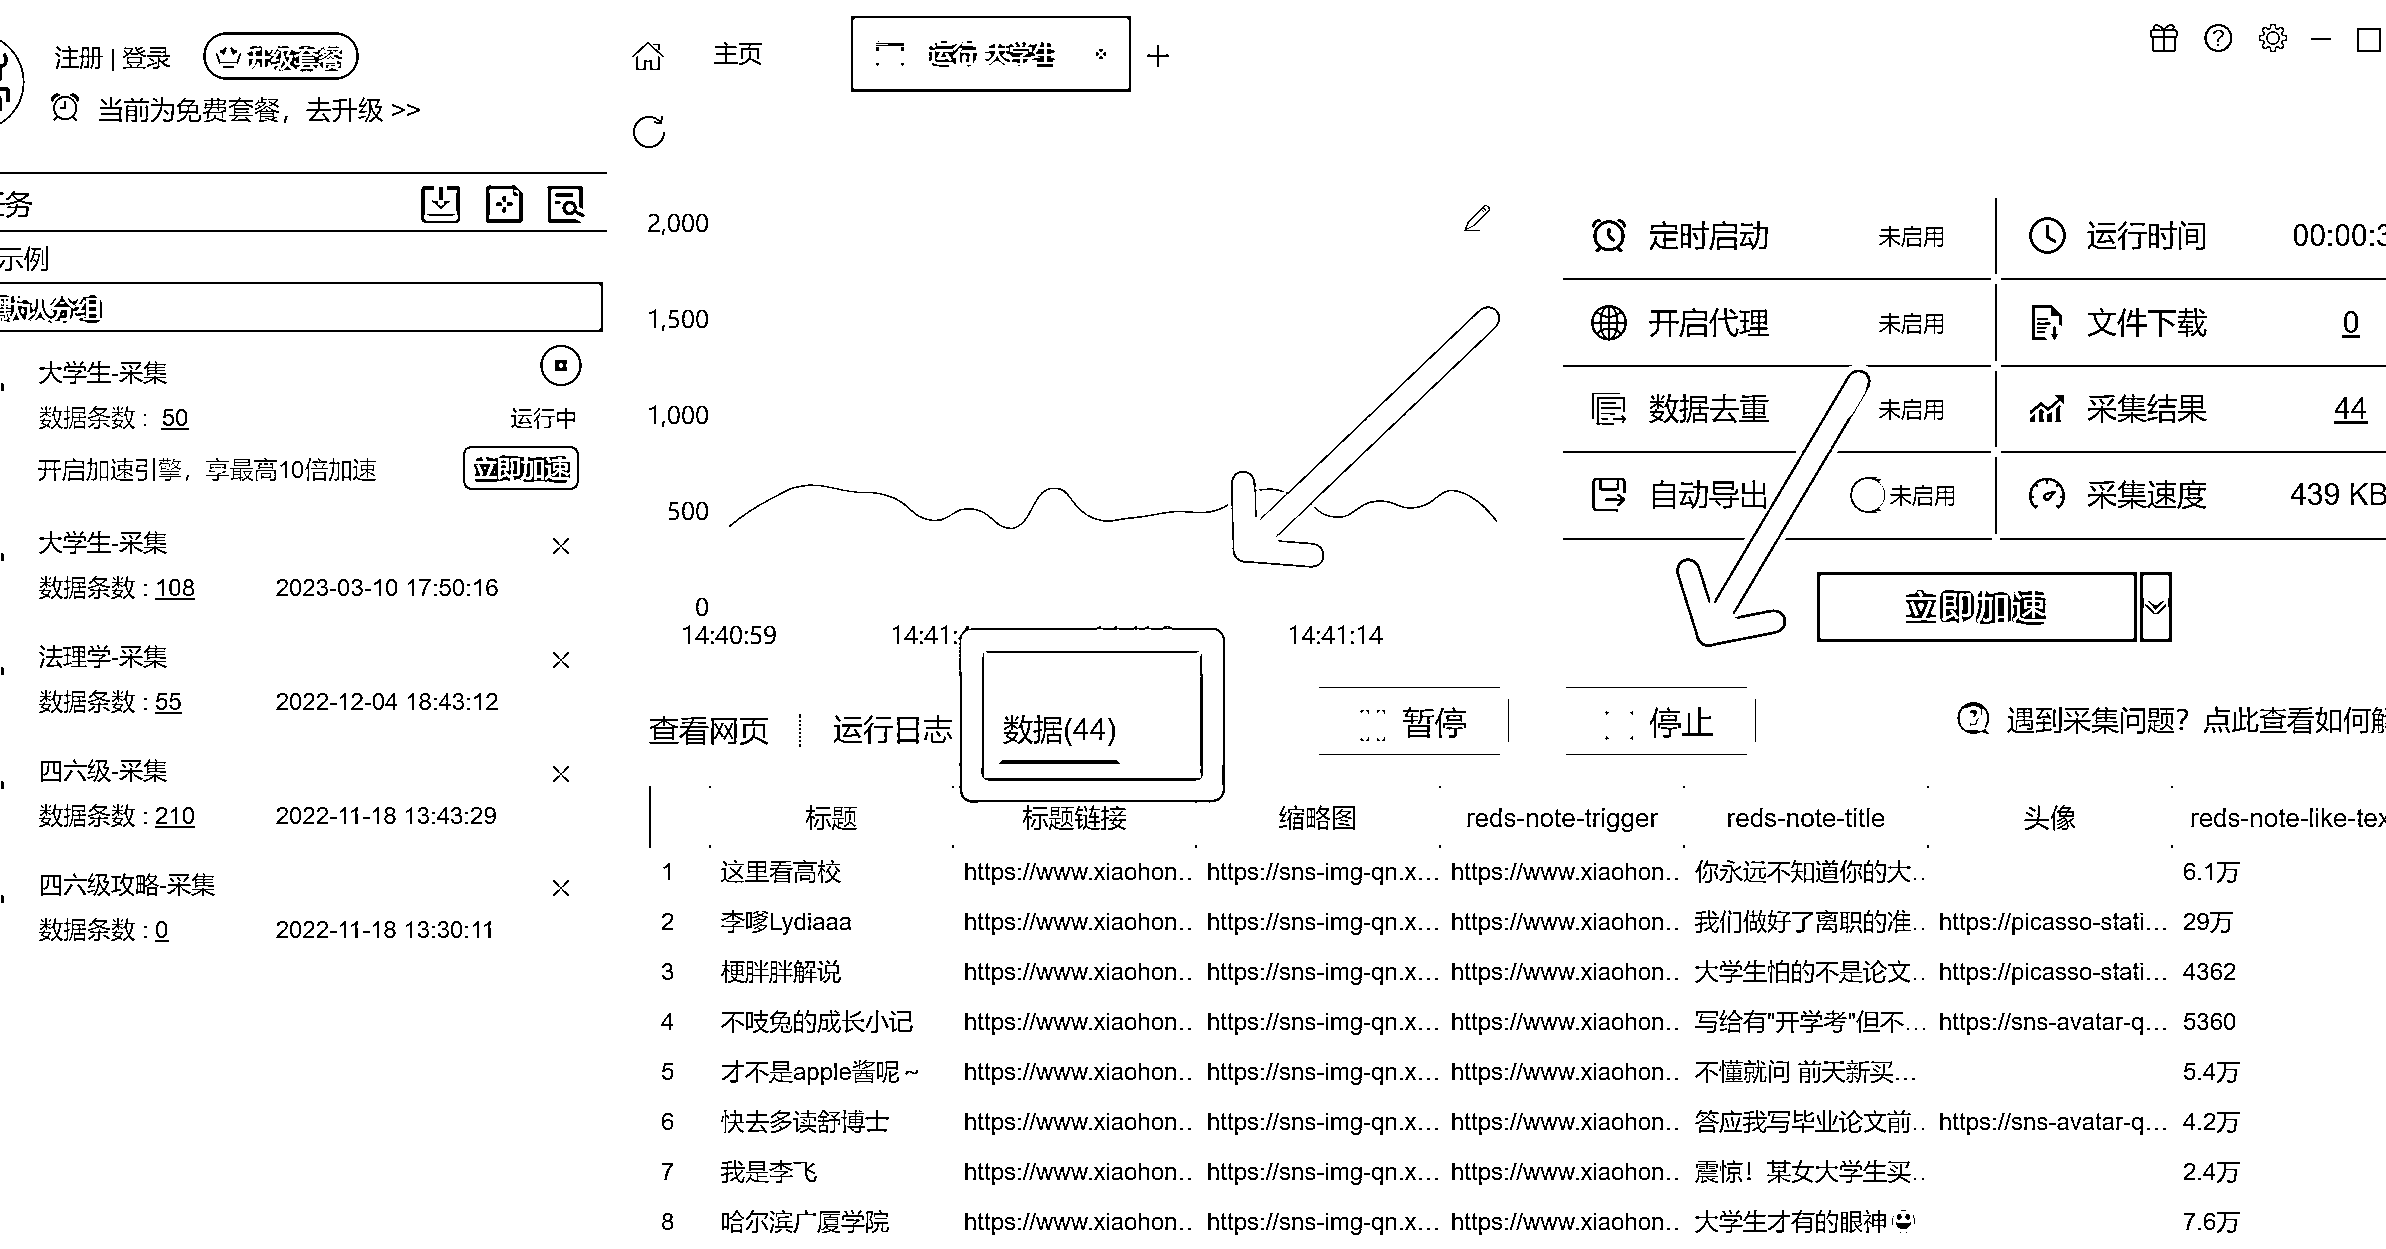 注册 | 登录
升级套餐
当前为免费套餐，去升级 >>
主页
运行 大学生
任务
示例
默认分组
大学生-采集
数据条数 : 50
运行中
开启加速引擎，享最高10倍加速
立即加速
大学生-采集
数据条数 : 108 2023-03-10 17:50:16
法理学-采集
数据条数 : 55 2022-12-04 18:43:12
四六级-采集
数据条数 : 210 2022-11-18 13:43:29
四六级攻略-采集
数据条数 : 0 2022-11-18 13:30:11
2,000
1,500
1,000
500
0
14:40:59 14:41: 14:41:14
定时启动 未启用 运行时间 00:00:3
开启代理 未启用 文件下载 0
数据去重 未启用 采集结果 44
自动导出 未启用 采集速度 439 KB
立即加速
查看网页 运行日志 数据(44) 暂停 停止 遇到采集问题？点此查看如何解
标题 标题链接 缩略图 reds-note-trigger reds-note-title 头像 reds-note-like-tex
1 这里看高校 https://www.xiaohon... https://sns-img-qn.x... https://www.xiaohon... 你永远不知道你的大... 6.1万
2 李嗲Lydiaaa https://www.xiaohon... https://sns-img-qn.x... https://www.xiaohon... 我们做好了离职的准... https://picasso-stati... 29万
3 梗胖胖解说 https://www.xiaohon... https://sns-img-qn.x... https://www.xiaohon... 大学生怕的不是论文... https://picasso-stati... 4362
4 不吱兔的成长小记 https://www.xiaohon... https://sns-img-qn.x... https://www.xiaohon... 写给有"开学考"但不... https://sns-avatar-q... 5360
5 才不是apple酱呢～ https://www.xiaohon... https://sns-img-qn.x... https://www.xiaohon... 不懂就问 前天新买... 5.4万
6 快去多读舒博士 https://www.xiaohon... https://sns-img-qn.x... https://www.xiaohon... 答应我写毕业论文前... https://sns-avatar-q... 4.2万
7 我是李飞 https://www.xiaohon... https://sns-img-qn.x... https://www.xiaohon... 震惊！某女大学生买... 2.4万
8 哈尔滨广厦学院 https://www.xiaohon... https://sns-img-qn.x... https://www.xiaohon... 大学生才有的眼神 7.6万